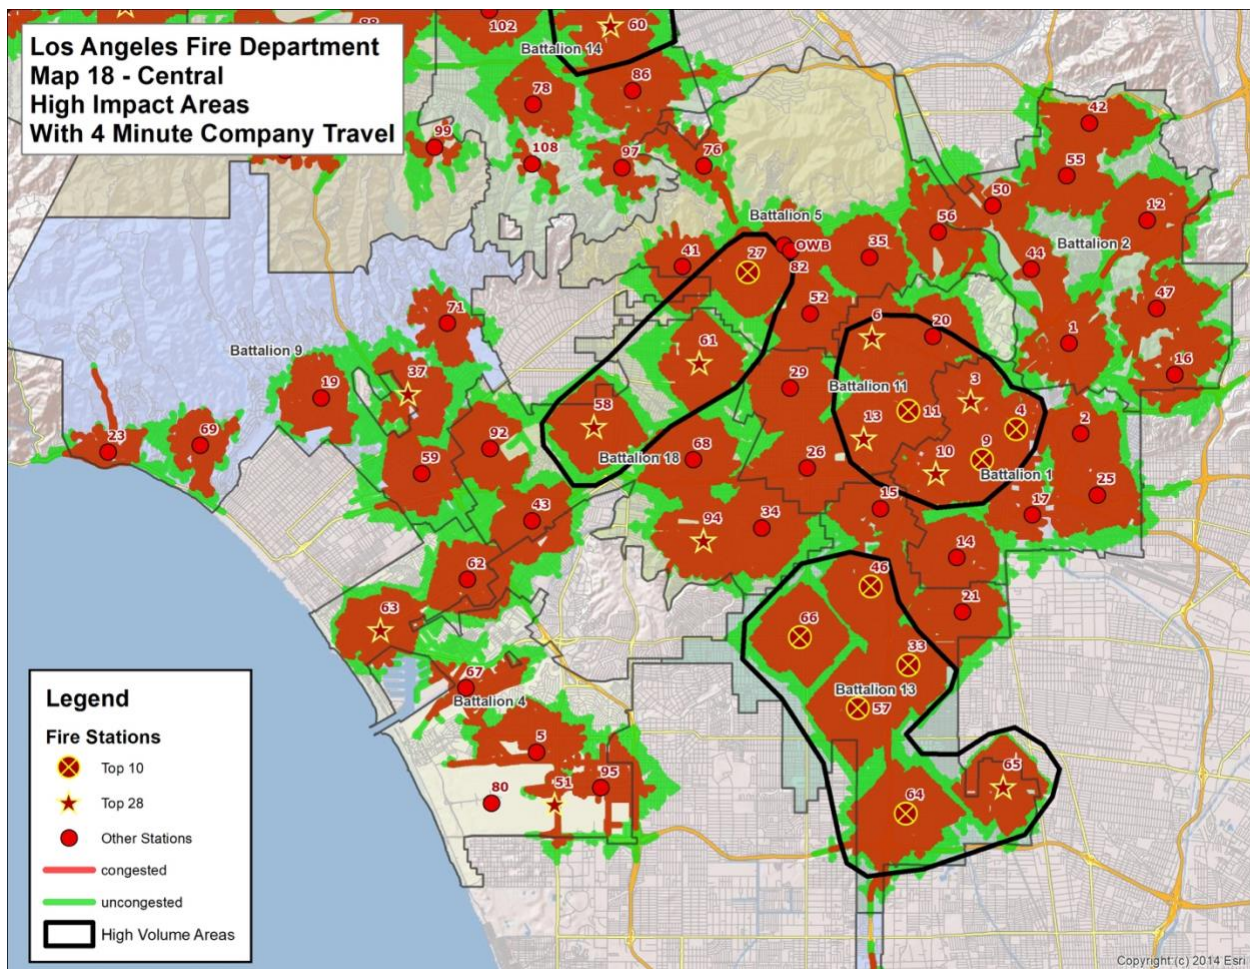 Los Angeles Fire Department
Map 18 - Central
High Impact Areas
With 4 Minute Company Travel
88
102
60
Battalion 14
78
86
99
108
97
76
42
55
50
12
56
Battalion 2
44
Battalion 5
OWB
35
41
27
82
47
71
52
6
20
1
Battalion 9
61
16
37
19
29
Battalion 11
3
11
4
58
13
2
23
69
92
Battalion 18
68
26
9
10
Battalion 1
59
25
15
17
43
94
34
14
62
46
21
63
66
33
67
Battalion 13
Battalion 4
57
5
65
80
51
95
64
Legend
Fire Stations
Top 10
Top 28
Other Stations
congested
uncongested
High Volume Areas
Copyright:(c) 2014 Esri